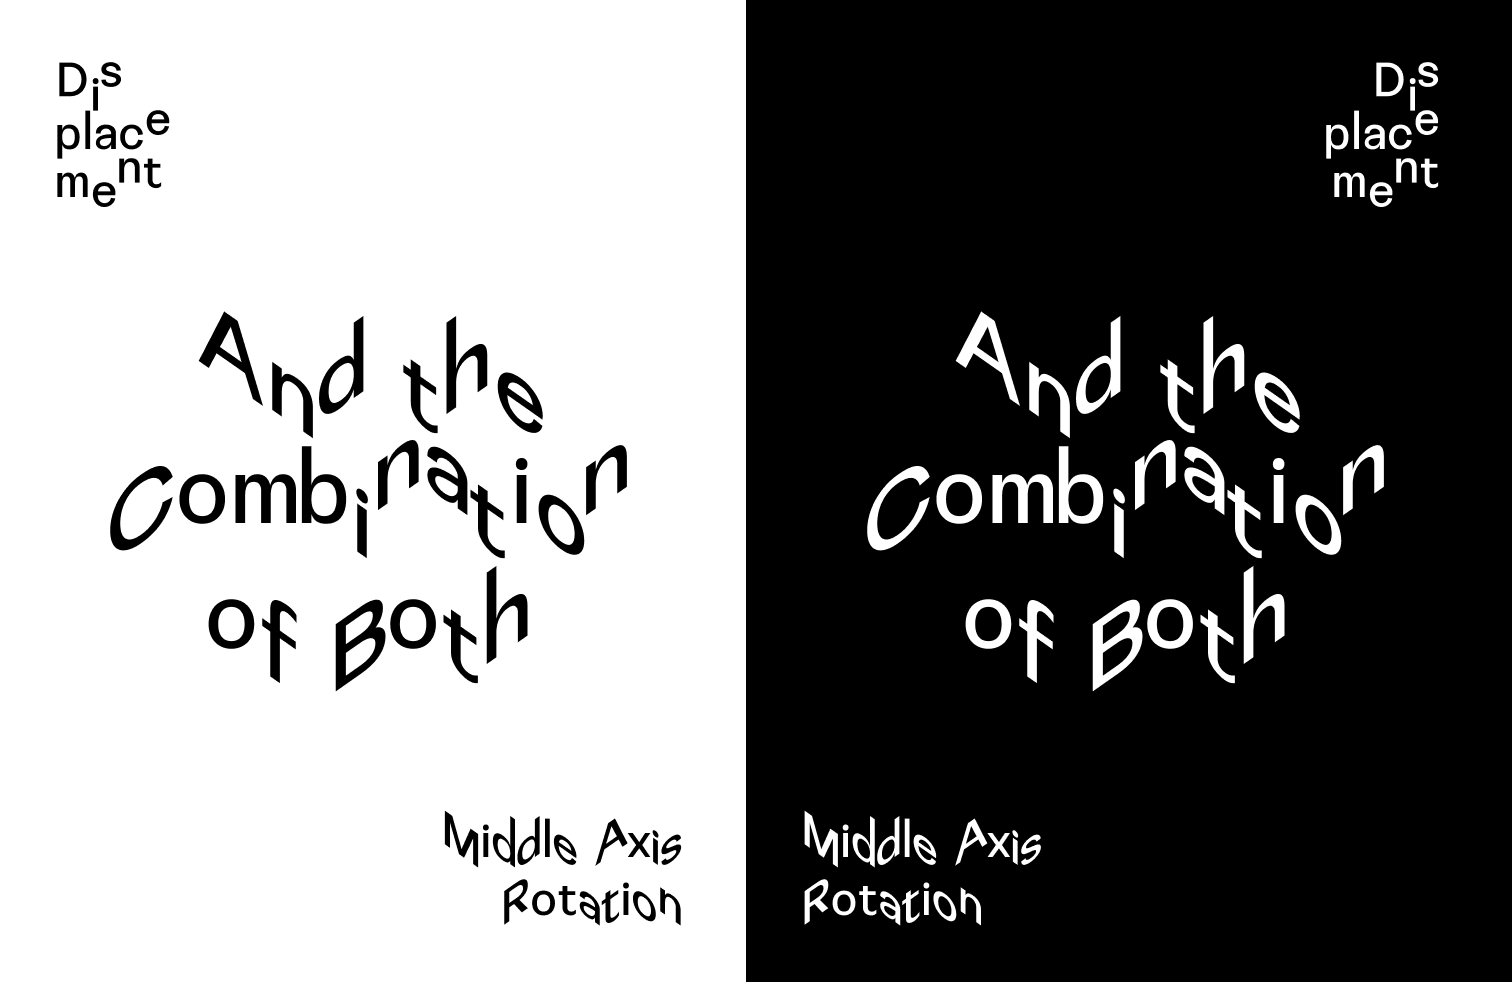 Dis
place
ment
And the
Combination
of Both
Middle Axis
Rotation
Dis
place
ment
And the
Combination
of Both
Middle Axis
Rotation